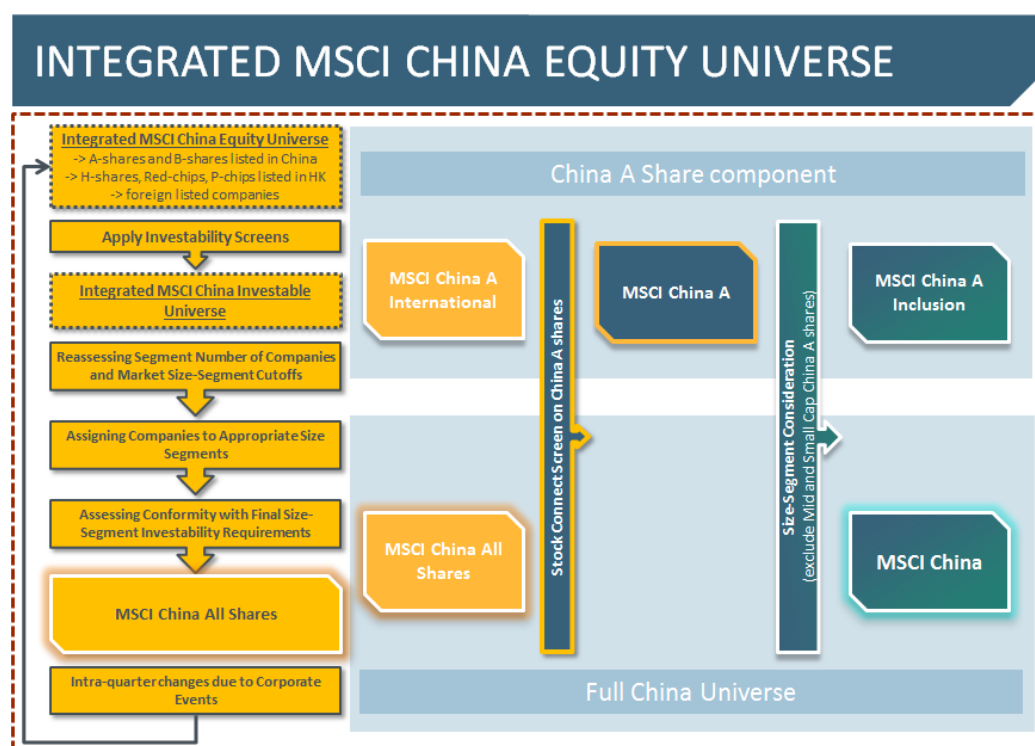 INTEGRATED MSCI CHINA EQUITY UNIVERSE
Integrated MSCI China Equity Universe
-> A-shares and B-shares listed in China
-> H-shares, Red-chips, P-chips listed in HK
-> foreign listed companies
Apply Investability Screens
Integrated MSCI China Investable
Universe
Reassessing Segment Number of Companies
and Market Size-Segment Cutoffs
Assigning Companies to Appropriate Size
Segments
Assessing Conformity with Final Size-
Segment Investability Requirements
MSCI China All Shares
Intra-quarter changes due to Corporate
Events
China A Share component
MSCI China A
International
Stock Connect Screen on China A shares
MSCI China A
Size-Segment Consideration
(exclude Mid and Small Cap China A shares)
MSCI China A
Inclusion
MSCI China All
Shares
MSCI China
Full China Universe